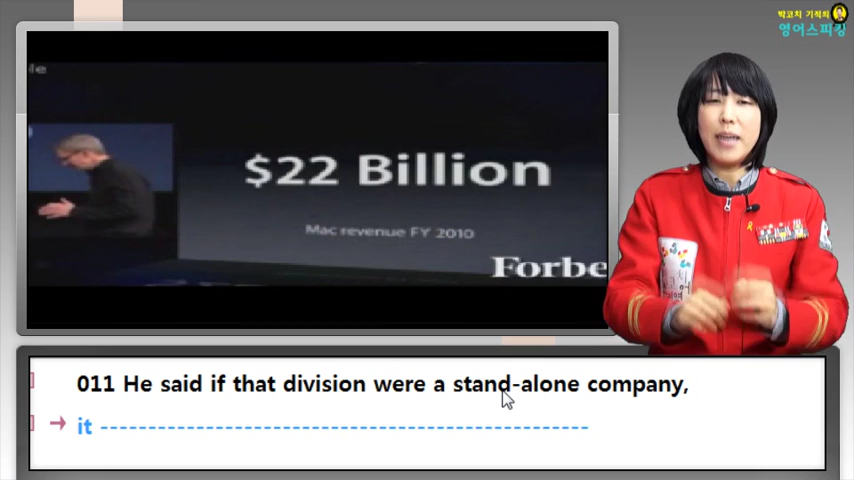 박코치 기적의
영어스피킹
$22 Billion
Mac revenue FY 2010
Forbe
011 He said if that division were a stand-alone company,
→ it ----------------------------------------------------